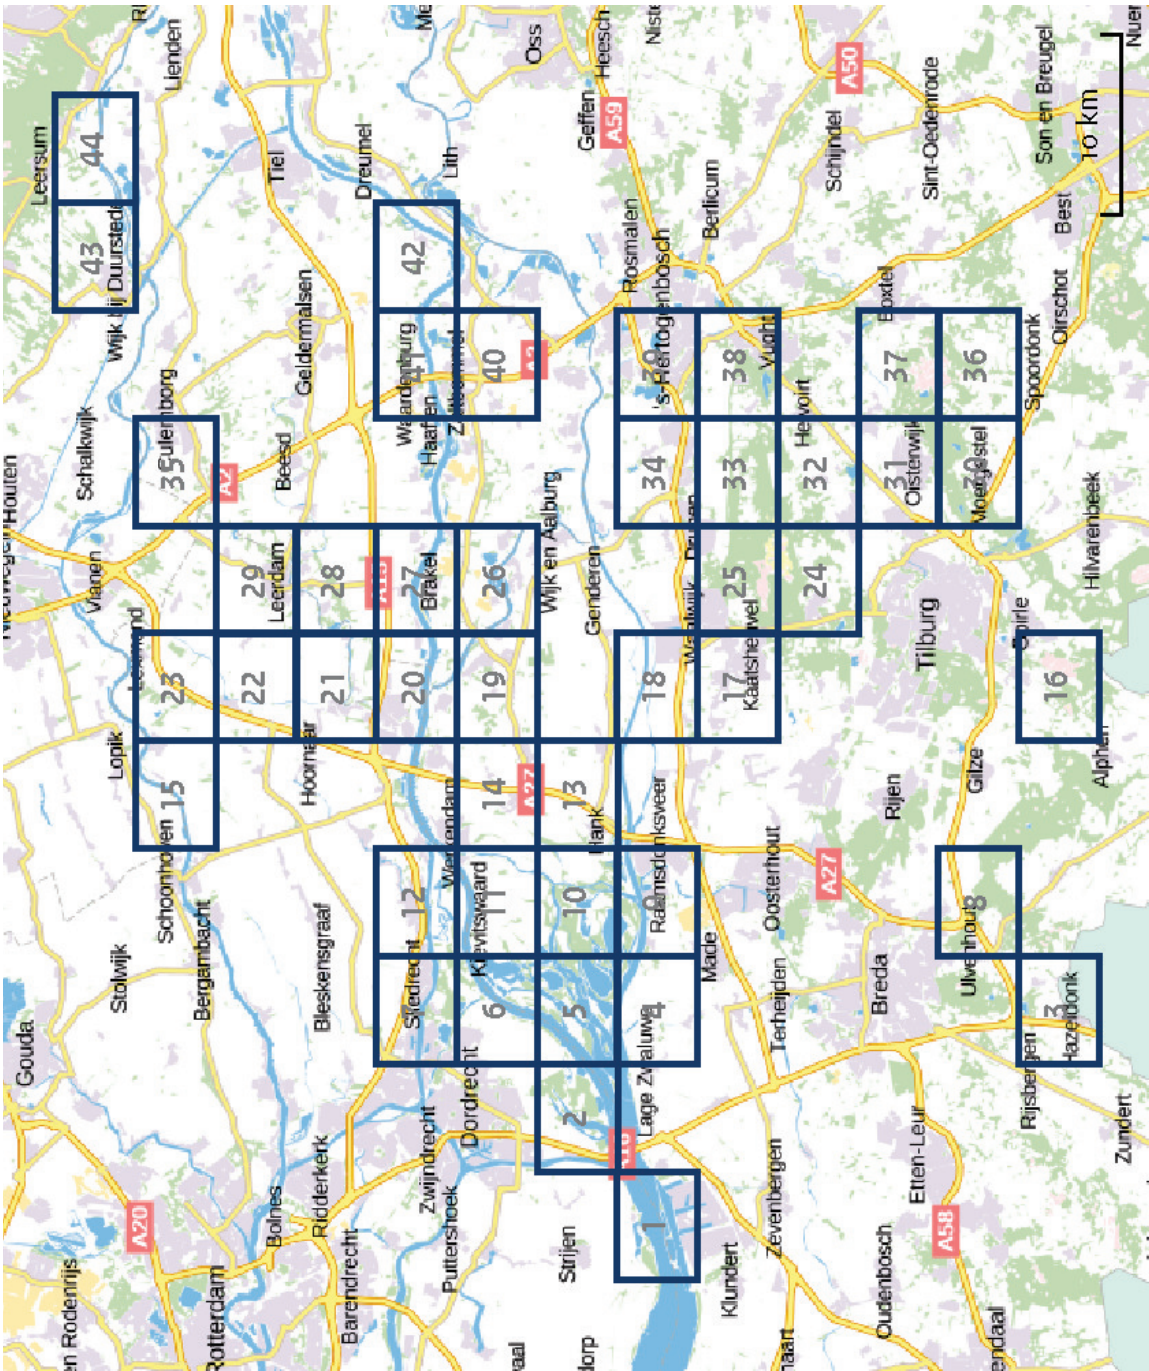 Gouda
Houten
Stolwijk
Schalkwijk
Leersum
Lopik
Vianen
43
44
Wijk bij Duurstede
A20
Schoonhoven
Bergambacht
15
23
35
Culemborg
Lienden
Rotterdam
Bolnes
A2
22
29
Leerdam
Beesd
Tiel
Ridderkerk
Barendrecht
Bleskensgraaf
Hoornaar
21
28
Geldermalsen
Dreumel
Zwijndrecht
Puttershoek
Sliedrecht
12
Werkendam
20
27
Brakel
Haaften
Waardenburg
41
42
Lith
Dordrecht
6
Kievitswaard
11
14
19
26
40
Zaltbommel
A27
Wijk en Aalburg
Oss
Strijen
2
5
10
13
Hank
Genderen
Geffen
Heesch
A59
1
Lage Zwaluwe
4
9
Raamsdonksveer
18
34
39
's-Hertogenbosch
Rosmalen
Klundert
Made
Waalwijk
Drunen
17
Kaatsheuvel
25
33
38
Vught
Berlicum
Zevenbergen
Terheijden
Oosterhout
24
32
Helvoirt
Schijndel
A50
A27
Oudenbosch
Etten-Leur
Breda
Rijen
Tilburg
31
Oisterwijk
37
Boxtel
Sint-Oedenrode
A58
Ulvenhout
8
Gilze
30
Moergestel
36
Spoordonk
Rijsbergen
3
Hazeldonk
16
Goirle
Oirschot
Best
Son en Breugel
Zundert
Alphen
Hilvarenbeek
10 km